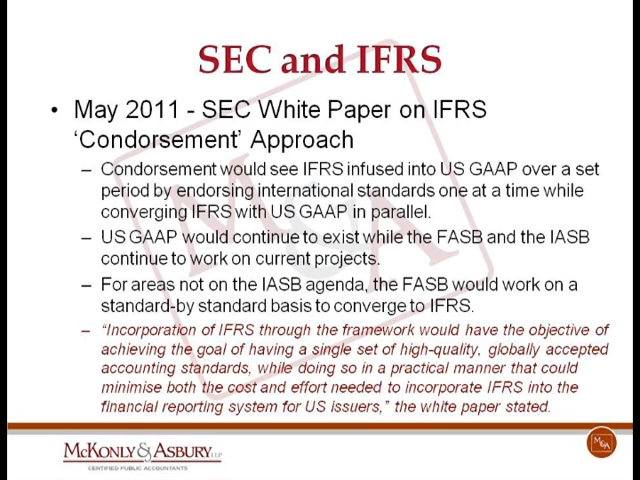 SEC and IFRS
• May 2011 - SEC White Paper on IFRS
‘Condorsement’ Approach
– Condorsement would see IFRS infused into US GAAP over a set
period by endorsing international standards one at a time while
converging IFRS with US GAAP in parallel.
– US GAAP would continue to exist while the FASB and the IASB
continue to work on current projects.
– For areas not on the IASB agenda, the FASB would work on a
standard-by standard basis to converge to IFRS.
– “Incorporation of IFRS through the framework would have the objective of
achieving the goal of having a single set of high-quality, globally accepted
accounting standards, while doing so in a practical manner that could
minimise both the cost and effort needed to incorporate IFRS into the
financial reporting system for US issuers,” the white paper stated.
McKonly & Asbury LLP
CERTIFIED PUBLIC ACCOUNTANTS
M&A
M&A